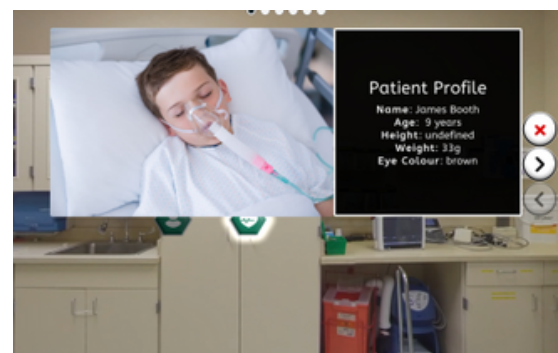 Patient Profile
Name: James Booth
Age: 9 years
Height: undefined
Weight: 33g
Eye Colour: brown